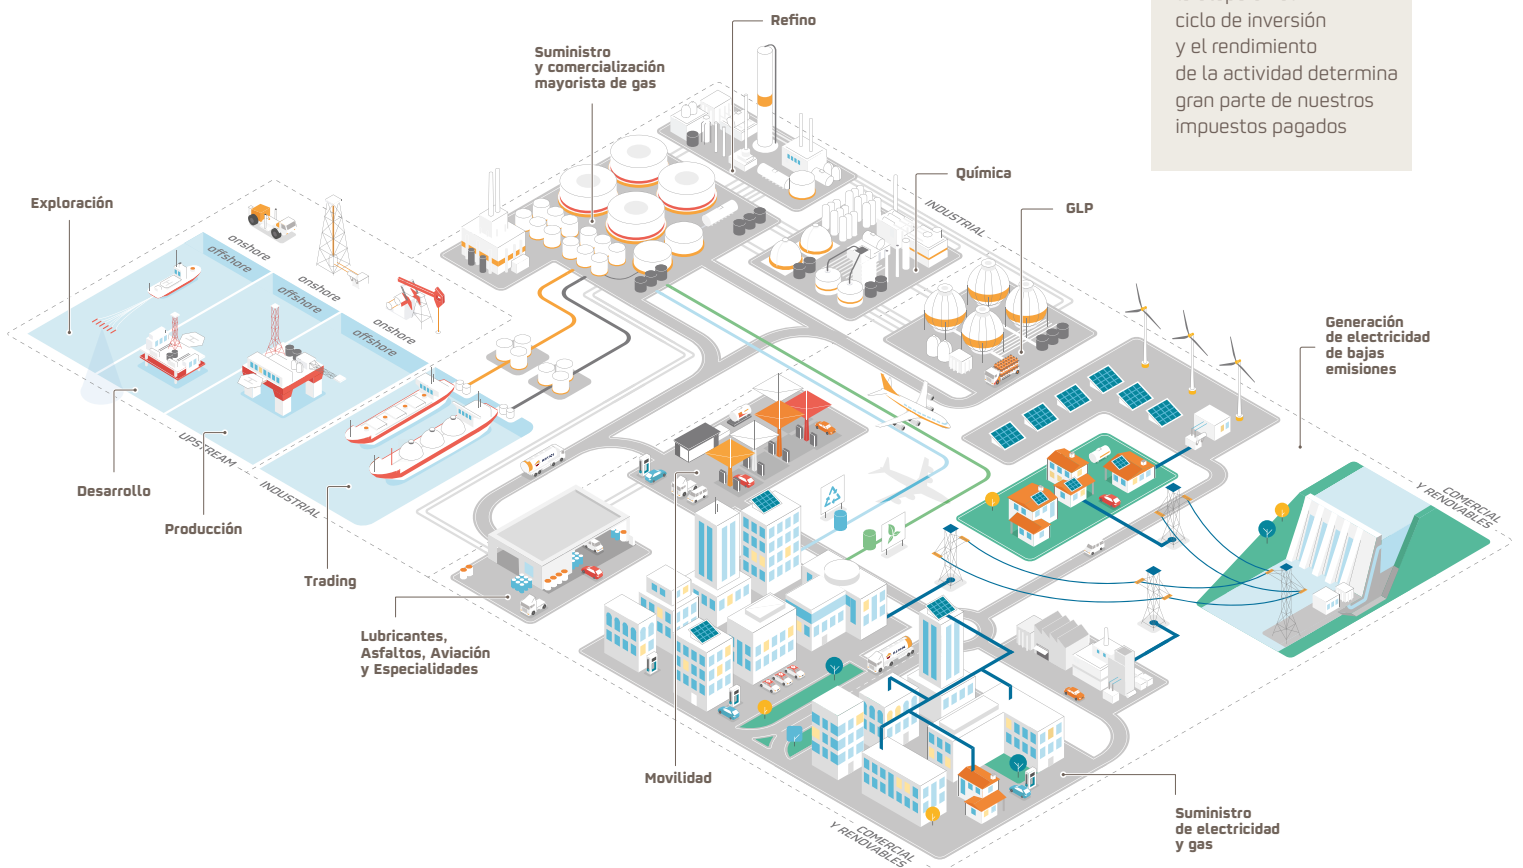 ciclo de inversión
y el rendimiento
de la actividad determina
gran parte de nuestros
impuestos pagados
Refino
Suministro
y comercialización
mayorista de gas
Química
GLP
INDUSTRIAL
Exploración
offshore
onshore
offshore
onshore
offshore
onshore
UPSTREAM
INDUSTRIAL
Desarrollo
Producción
Trading
Lubricantes,
Asfaltos, Aviación
y Especialidades
Movilidad
Generación
de electricidad
de bajas
emisiones
COMERCIAL
Y RENOVABLES
COMERCIAL
Y RENOVABLES
Suministro
de electricidad
y gas